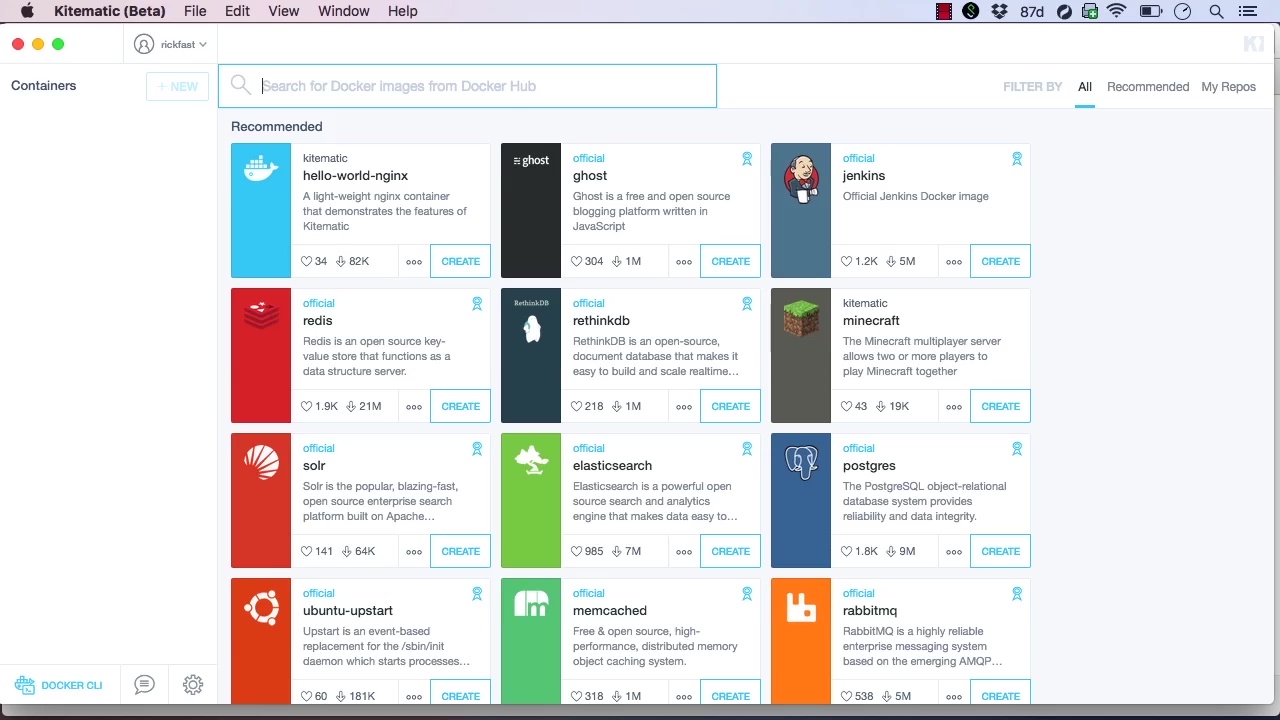 Kitematic (Beta) File Edit View Window Help
87d
rickfast
Containers
+ NEW
Search for Docker images from Docker Hub
FILTER BY All Recommended My Repos
Recommended
kitematic
hello-world-nginx
A light-weight nginx container
that demonstrates the features of
Kitematic
34 82K
CREATE
ghost
official
ghost
Ghost is a free and open source
blogging platform written in
JavaScript
304 1M
CREATE
official
jenkins
Official Jenkins Docker image
1.2K 5M
CREATE
official
redis
Redis is an open source key-
value store that functions as a
data structure server.
1.9K 21M
CREATE
RethinkDB
official
rethinkdb
RethinkDB is an open-source,
document database that makes it
easy to build and scale realtime…
218 1M
CREATE
kitematic
minecraft
The Minecraft multiplayer server
allows two or more players to
play Minecraft together
43 19K
CREATE
official
solr
Solr is the popular, blazing-fast,
open source enterprise search
platform built on Apache…
141 64K
CREATE
official
elasticsearch
Elasticsearch is a powerful open
source search and analytics
engine that makes data easy to…
985 7M
CREATE
official
postgres
The PostgreSQL object-relational
database system provides
reliability and data integrity.
1.8K 9M
CREATE
official
ubuntu-upstart
Upstart is an event-based
replacement for the /sbin/init
daemon which starts processes…
60 181K
CREATE
official
memcached
Free & open source, high-
performance, distributed memory
object caching system.
318 1M
CREATE
official
rabbitmq
RabbitMQ is a highly reliable
enterprise messaging system
based on the emerging AMQP…
538 5M
CREATE
DOCKER CLI